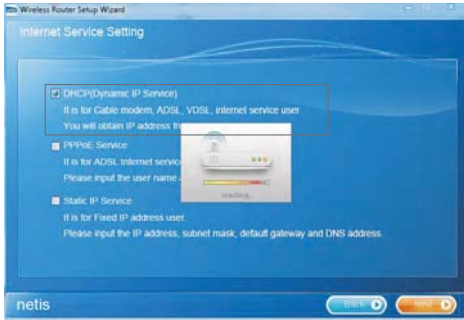 Wireless Router Setup Wizard
Internet Service Setting
DHCP(Dynamic IP Service)
It is for Cable modem, ADSL, VDSL, internet service user
You will obtain IP address
PPPoE Service
It is for ADSL Internet service
Please input the user name
loading...
Static IP Service
It is for Fixed IP address user.
Please input the IP address, subnet mask, default gateway and DNS address.
netis
Back
Next